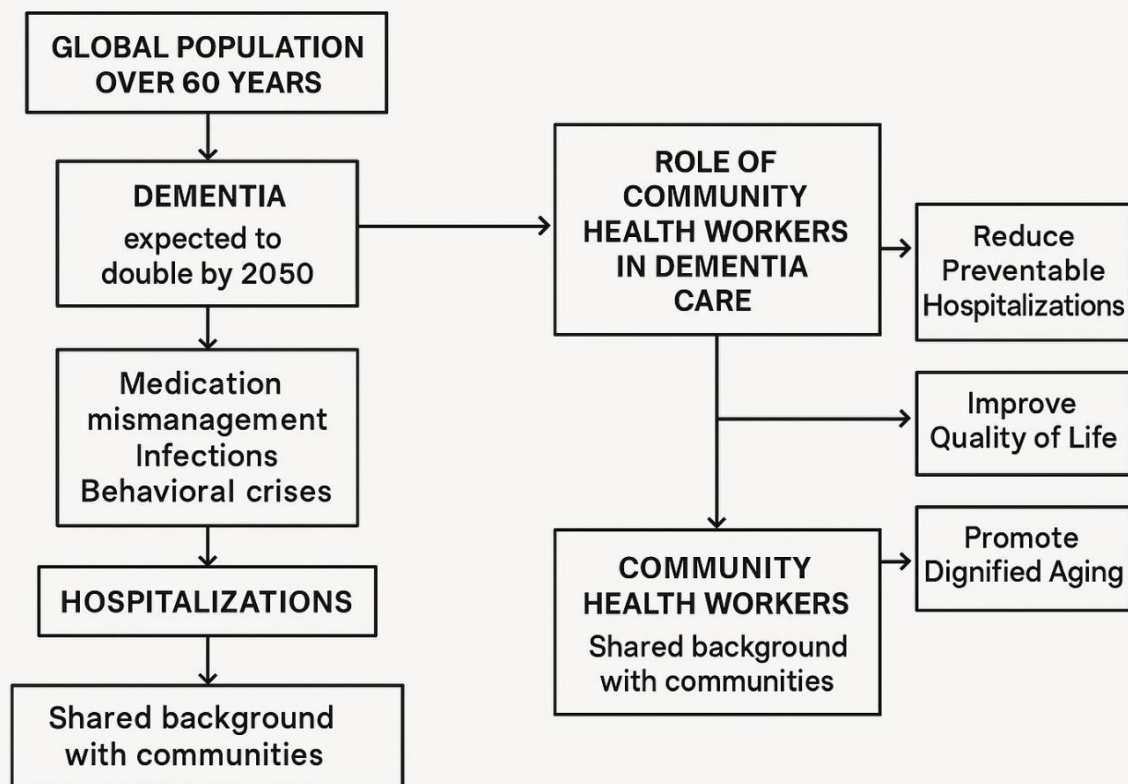 GLOBAL POPULATION
OVER 60 YEARS
DEMENTIA
expected to
double by 2050
Medication
mismanagement
Infections
Behavioral crises
HOSPITALIZATIONS
Shared background
with communities
ROLE OF
COMMUNITY
HEALTH WORKERS
IN DEMENTIA
CARE
COMMUNITY
HEALTH WORKERS
Shared background
with communities
Reduce
Preventable
Hospitalizations
Improve
Quality of Life
Promote
Dignified Aging